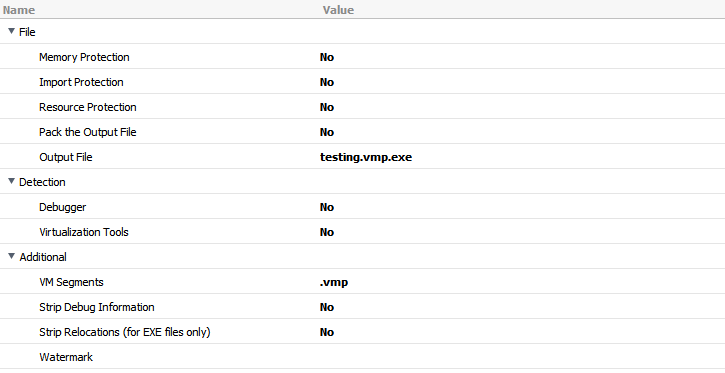 Name Value
File
Memory Protection No
Import Protection No
Resource Protection No
Pack the Output File No
Output File testing.vmp.exe
Detection
Debugger No
Virtualization Tools No
Additional
VM Segments .vmp
Strip Debug Information No
Strip Relocations (for EXE files only) No
Watermark